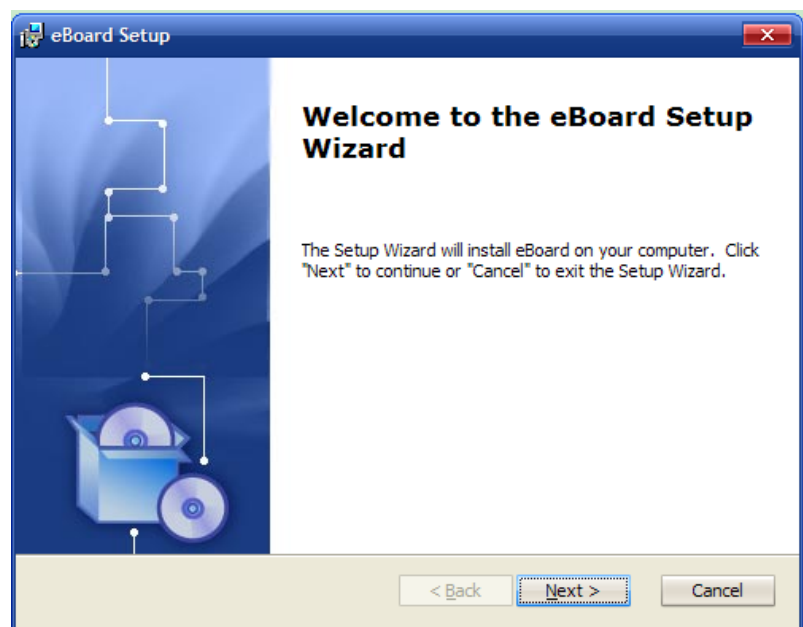 eBoard Setup
Welcome to the eBoard Setup
Wizard
The Setup Wizard will install eBoard on your computer.  Click
"Next" to continue or "Cancel" to exit the Setup Wizard.
< Back Next > Cancel